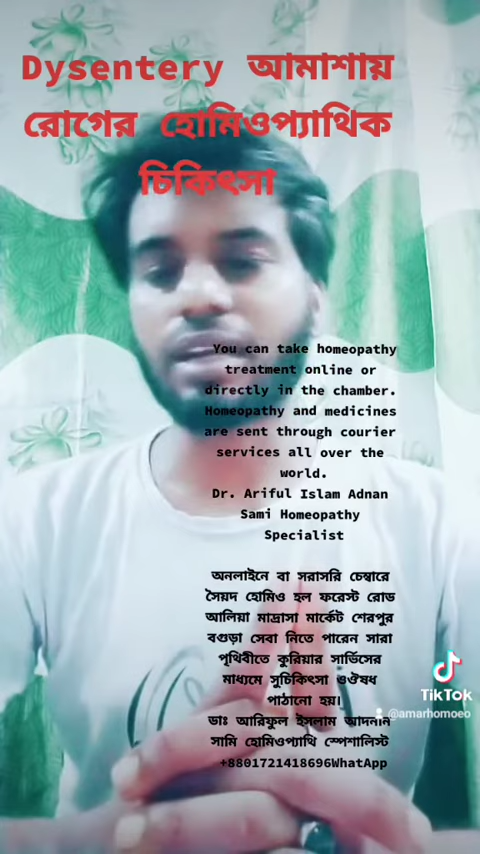 Dysentery আমাশায়
রোগের হোমিওপ্যাথিক
চিকিৎসা
You can take homeopathy
treatment online or
directly in the chamber.
Homeopathy and medicines
are sent through courier
services all over the
world.
Dr. Ariful Islam Adnan
Sami Homeopathy
Specialist
অনলাইনে বা সরাসরি চেম্বারে
সৈয়দ হোমিও হল ফরেস্ট রোড
আলিয়া মাদ্রাসা মার্কেট শেরপুর
বগুড়া সেবা নিতে পারেন সারা
পৃথিবীতে কুরিয়ার সার্ভিসের
মাধ্যমে সুচিকিৎসা ওঔষধ
পাঠানো হয়।
ডাঃ আরিফুল ইসলাম আদনান
সামি হোমিওপ্যাথি স্পেশালিস্ট
+8801721418696WhatApp
TikTok
@amarhomoeo